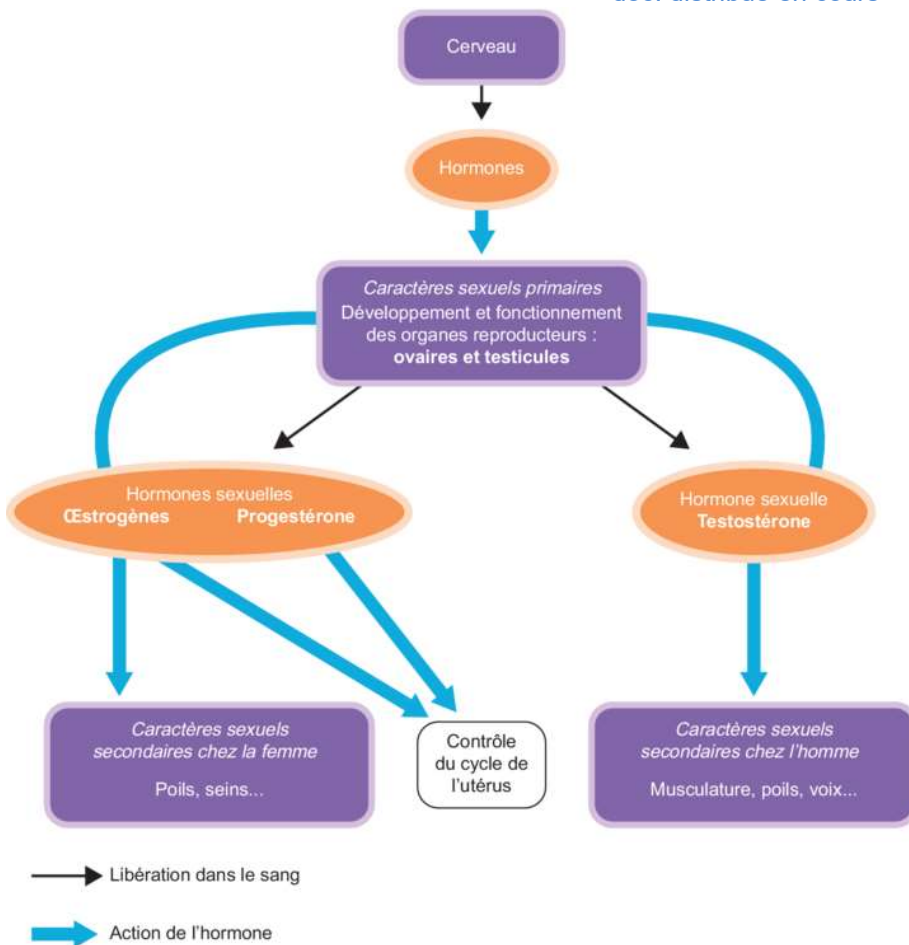 Cerveau
Hormones
Caractères sexuels primaires
Développement et fonctionnement
des organes reproducteurs :
ovaires et testicules
Hormones sexuelles
Œstrogènes Progestérone
Hormone sexuelle
Testostérone
Caractères sexuels
secondaires chez la femme
Poils, seins...
Contrôle
du cycle de
l'utérus
Caractères sexuels
secondaires chez l'homme
Musculature, poils, voix...
Libération dans le sang
Action de l'hormone